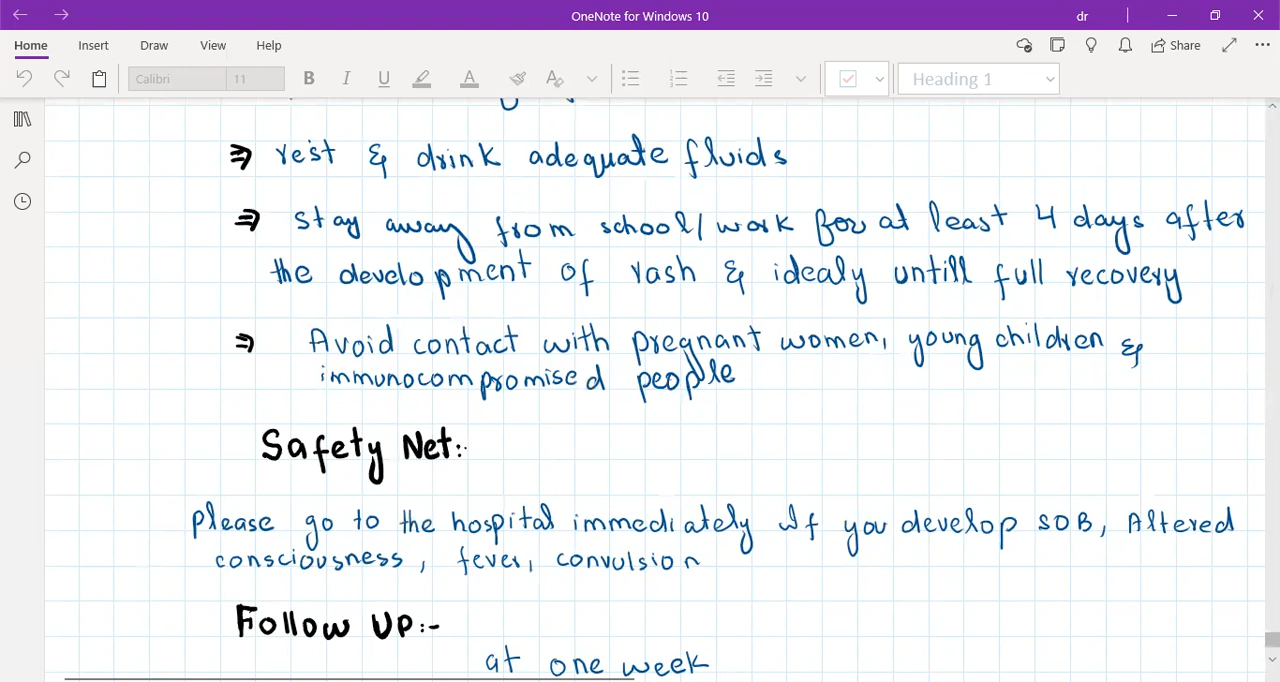 OneNote for Windows 10
dr
Home Insert Draw View Help
Share
Calibri 11 B I U A Heading 1
⇒ rest & drink adequate fluids
⇒ stay away from school/work for at least 4 days after
the development of rash & idealy untill full recovery
⇒ Avoid contact with pregnant women, young children &
immunocompromised people
Safety Net:-
please go to the hospital immediately if you develop SOB, Altered
consciousness, fever, convulsion
Follow Up:-
at one week